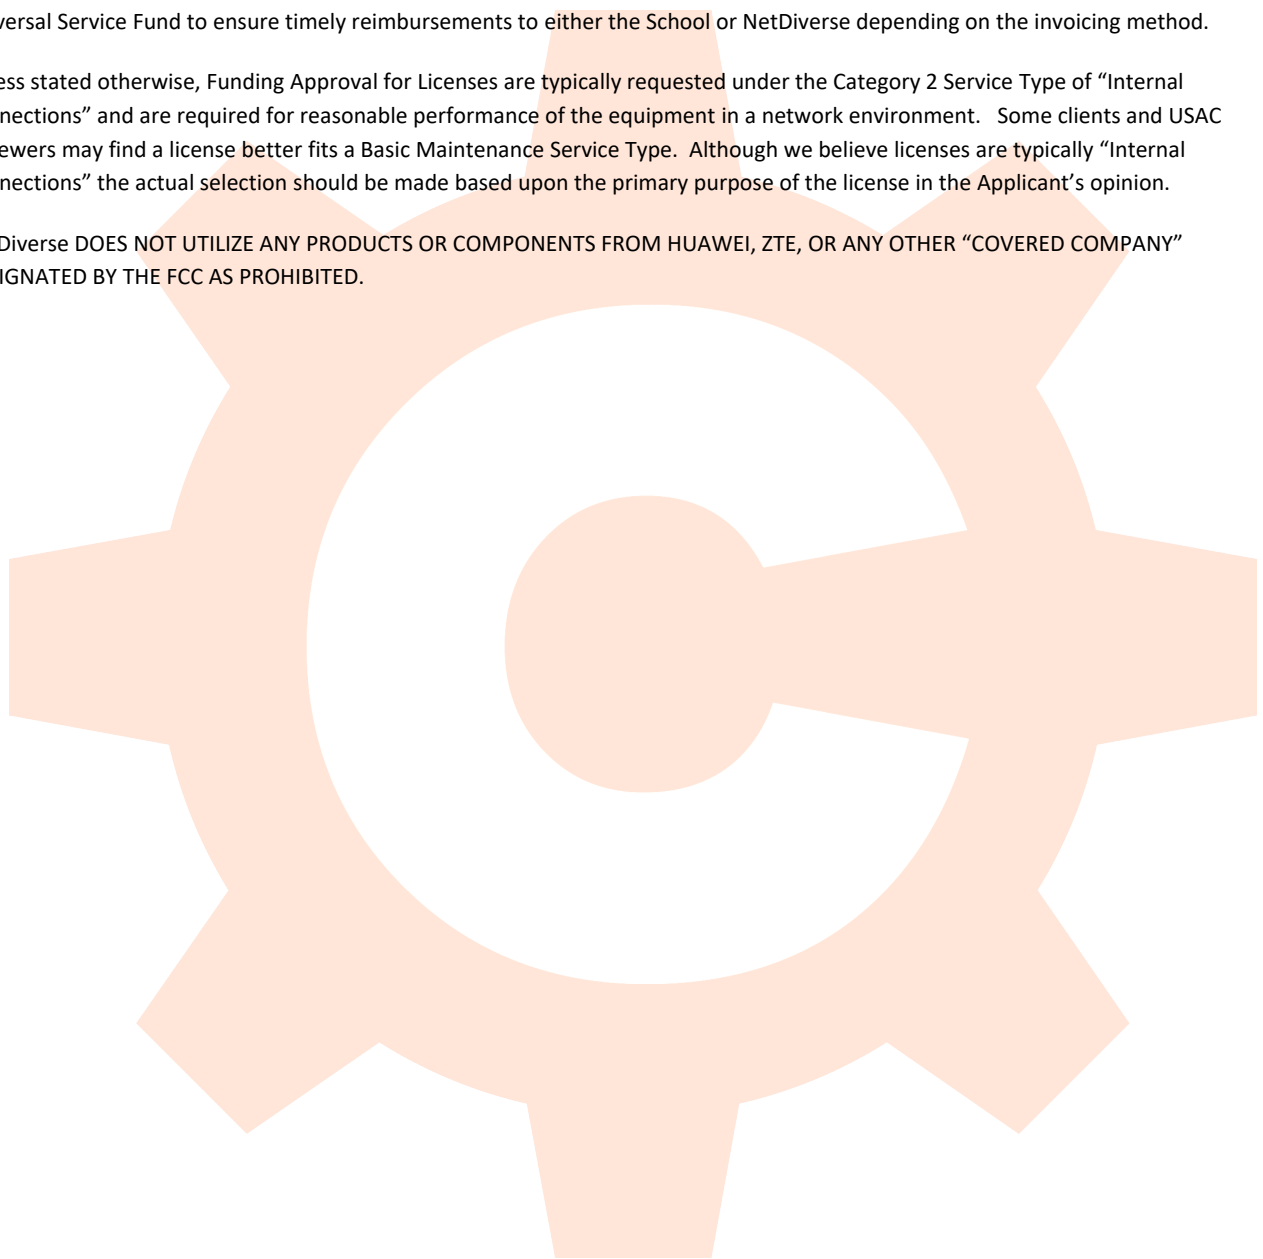 versal Service Fund to ensure timely reimbursements to either the School or NetDiverse depending on the invoicing method.
ess stated otherwise, Funding Approval for Licenses are typically requested under the Category 2 Service Type of “Internal
nections” and are required for reasonable performance of the equipment in a network environment.   Some clients and USAC
ewers may find a license better fits a Basic Maintenance Service Type.  Although we believe licenses are typically “Internal
nections” the actual selection should be made based upon the primary purpose of the license in the Applicant’s opinion.
Diverse DOES NOT UTILIZE ANY PRODUCTS OR COMPONENTS FROM HUAWEI, ZTE, OR ANY OTHER “COVERED COMPANY”
IGNATED BY THE FCC AS PROHIBITED.